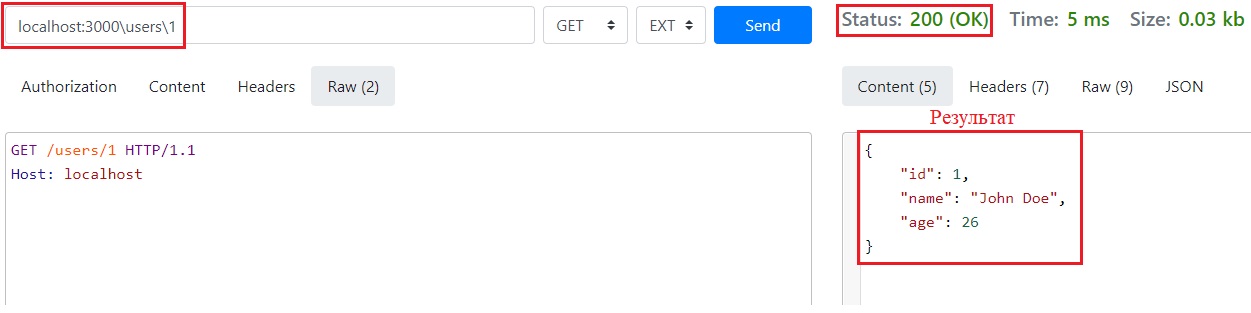 localhost:3000\users\1 GET EXT Send Status: 200 (OK) Time: 5 ms Size: 0.03 kb
Authorization Content Headers Raw (2) Content (5) Headers (7) Raw (9) JSON
Результат
GET /users/1 HTTP/1.1
Host: localhost
{
"id": 1,
"name": "John Doe",
"age": 26
}